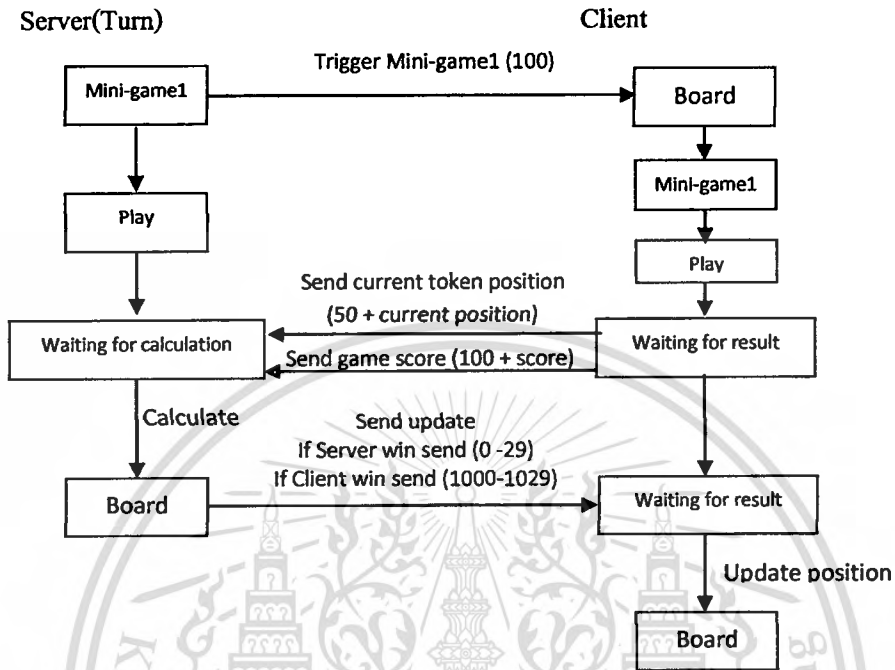 Server(Turn)
Client
Trigger Mini-game1 (100)
Mini-game1
Board
Mini-game1
Play
Play
Send current token position
(50 + current position)
Waiting for calculation
Waiting for result
Send game score (100 + score)
Calculate
Send update
If Server win send (0 -29)
If Client win send (1000-1029)
Board
Waiting for result
Update position
Board
K